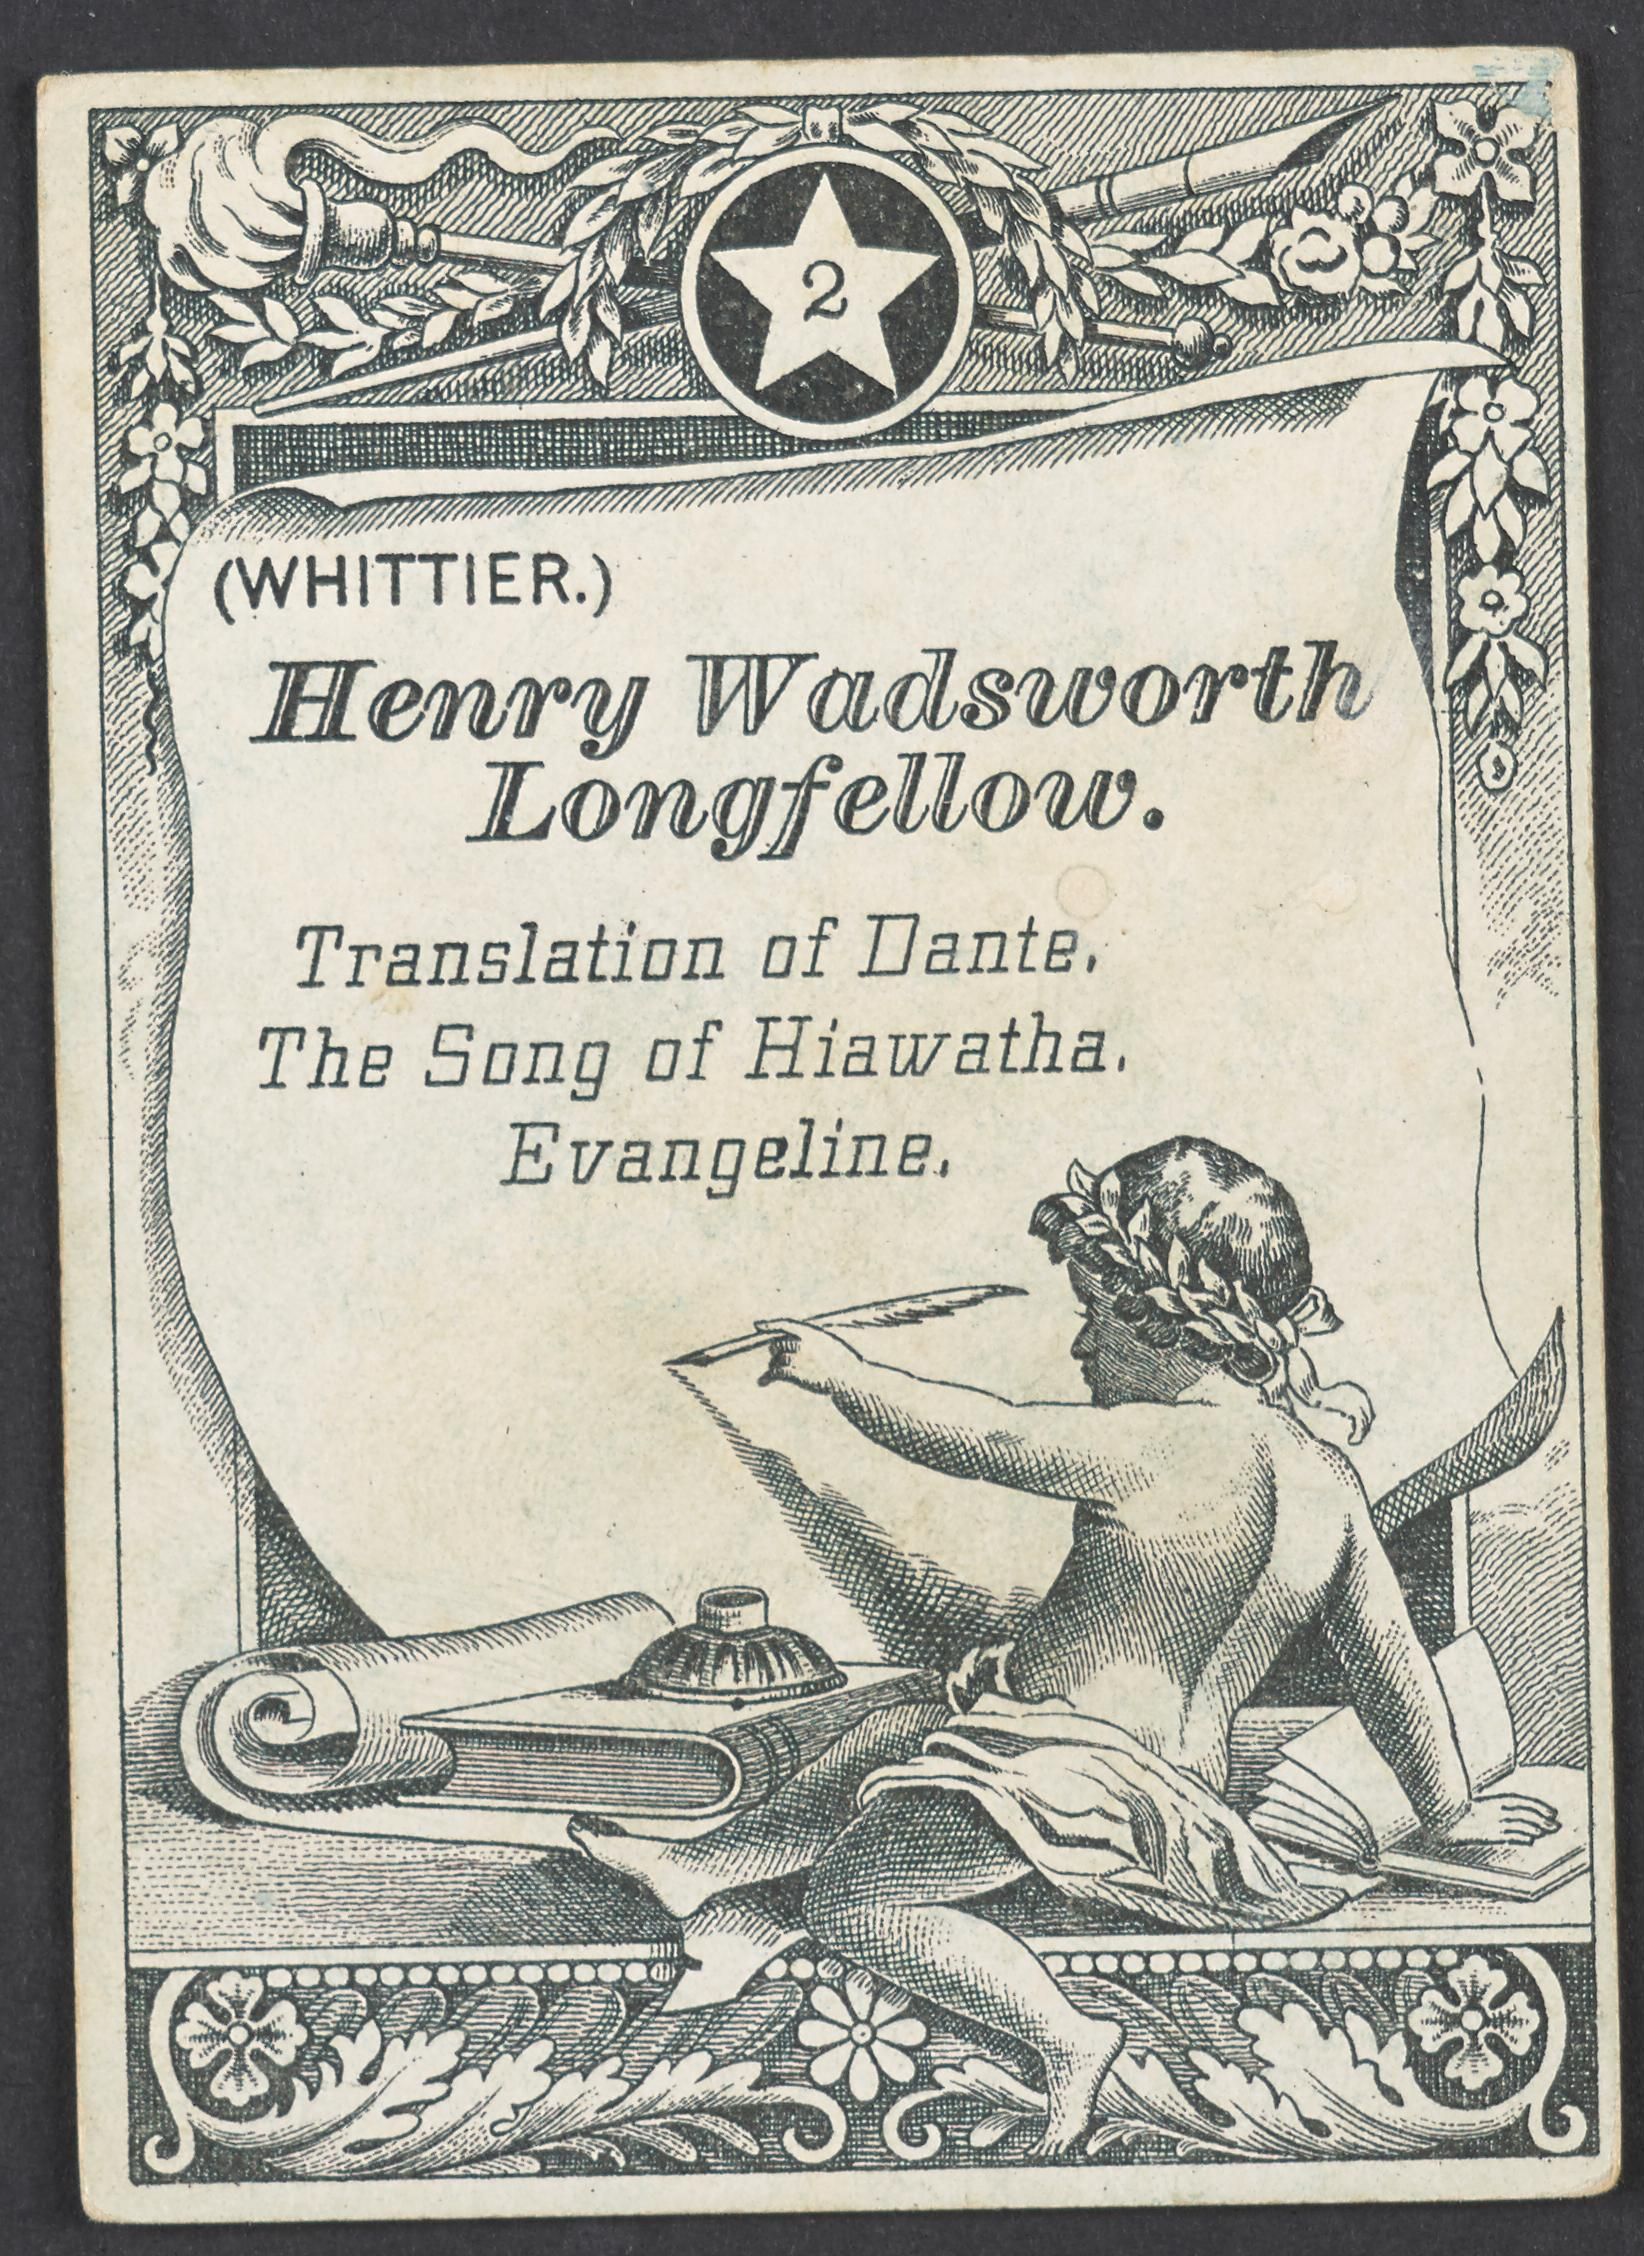 2
(WHITTIER.)
Henry Wadsworth
Longfellow.
Translation of Dante.
The Song of Hiawatha.
Evangeline.